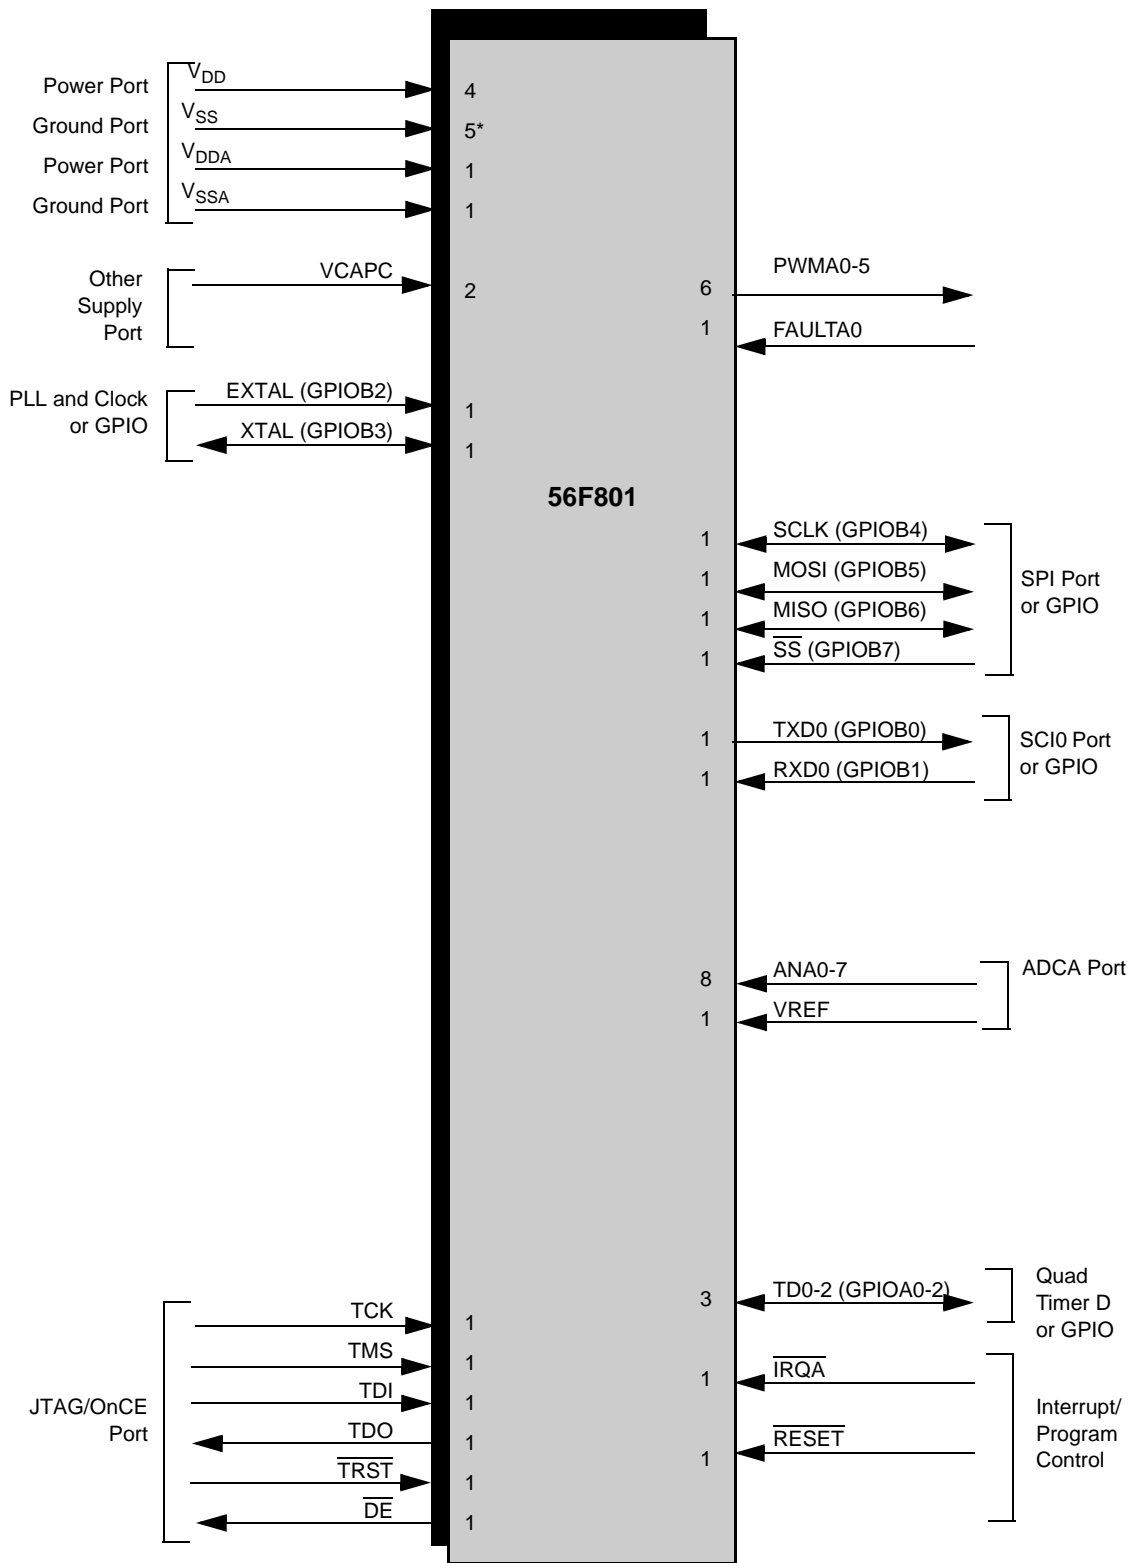 Power Port
V_DD
4
Ground Port
V_SS
5*
Power Port
V_DDA
1
Ground Port
V_SSA
1
Other
Supply
Port
VCAPC
2
PLL and Clock
or GPIO
EXTAL (GPIOB2)
1
XTAL (GPIOB3)
1
56F801
6
PWMA0-5
1
FAULTA0
1
SCLK (GPIOB4)
1
MOSI (GPIOB5)
1
MISO (GPIOB6)
1
S̅S̅ (GPIOB7)
SPI Port
or GPIO
1
TXD0 (GPIOB0)
1
RXD0 (GPIOB1)
SCI0 Port
or GPIO
8
ANA0-7
1
VREF
ADCA Port
3
TD0-2 (GPIOA0-2)
Quad
Timer D
or GPIO
1
I̅R̅Q̅A̅
1
R̅E̅S̅E̅T̅
Interrupt/
Program
Control
JTAG/OnCE
Port
TCK
1
TMS
1
TDI
1
TDO
1
T̅R̅S̅T̅
1
D̅E̅
1